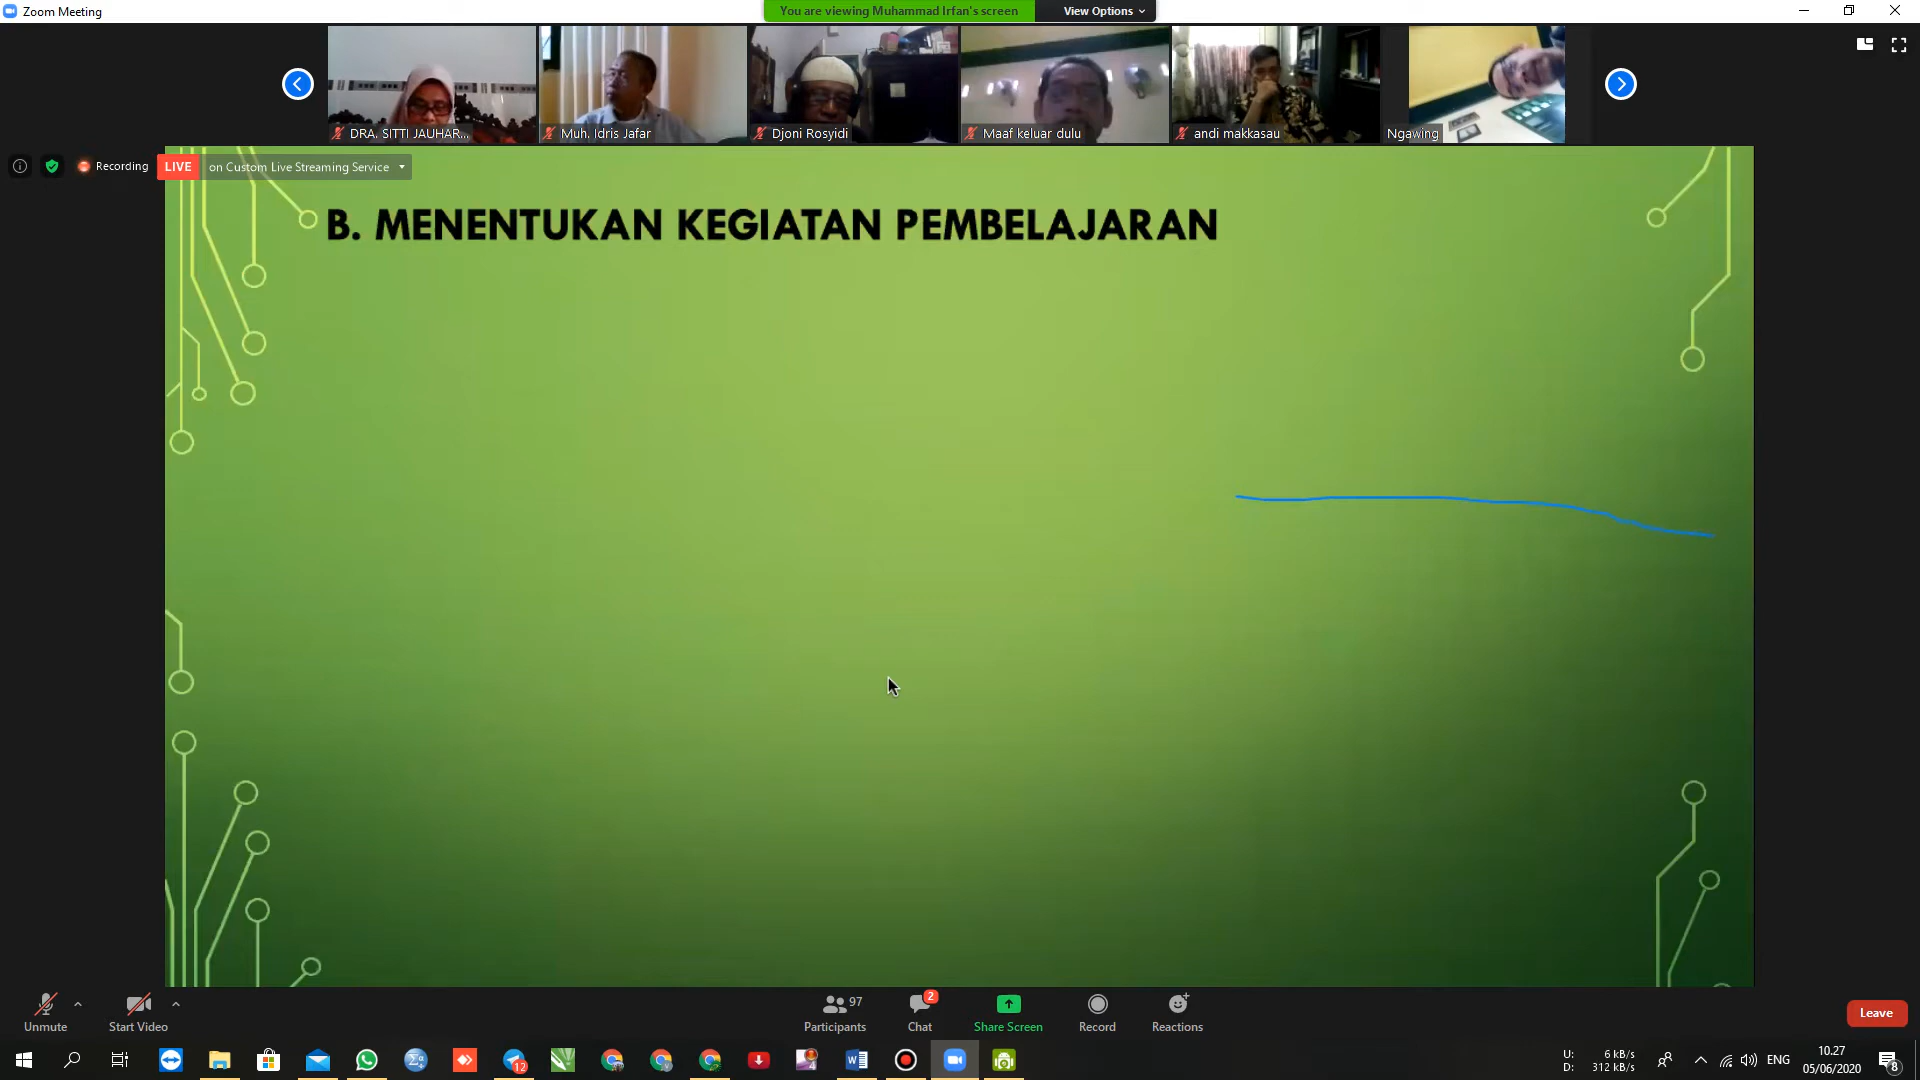 Zoom Meeting
You are viewing Muhammad Irfan's screen
View Options
DRA. SITTI JAUHAR...
Muh. Idris Jafar
Djoni Rosyidi
Maaf keluar dulu
andi makkasau
Ngawing
Recording
LIVE
on Custom Live Streaming Service
B. MENENTUKAN KEGIATAN PEMBELAJARAN
Unmute
Start Video
97
Participants
2
Chat
Share Screen
Record
Reactions
Leave
12
U: 6 kB/s
D: 312 kB/s
ENG
10.27
05/06/2020
8